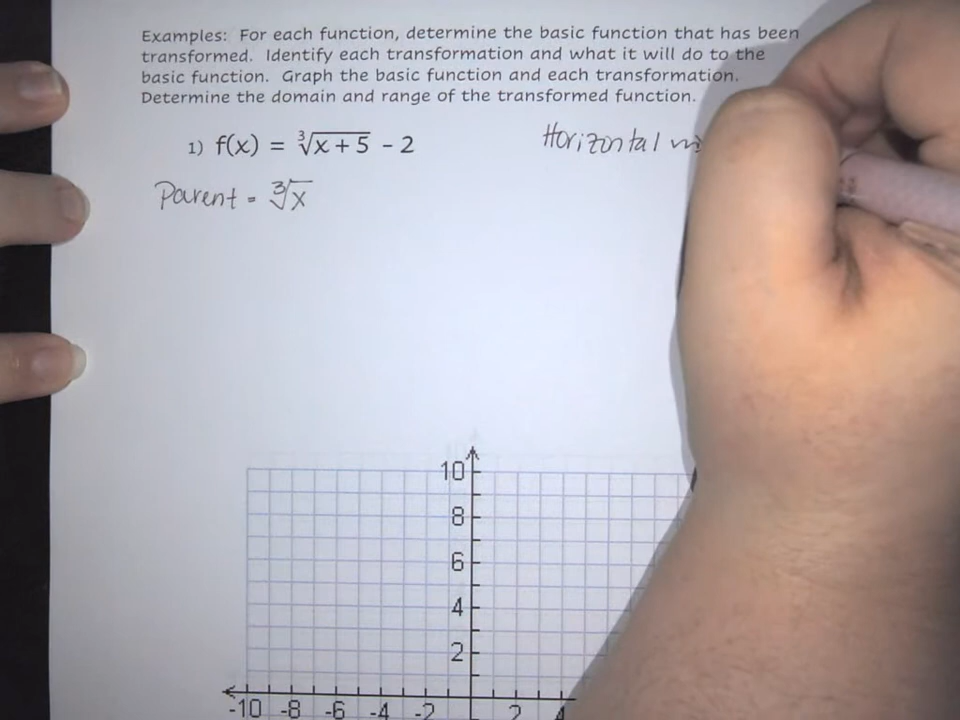 Examples: For each function, determine the basic function that has been
transformed. Identify each transformation and what it will do to the
basic function. Graph the basic function and each transformation.
Determine the domain and range of the transformed function.
1) f(x) = ∛(x+5) - 2
Horizontal
Parent = ∛x
10
8
6
4
2
-10 -8 -6 -4 -2 2 4